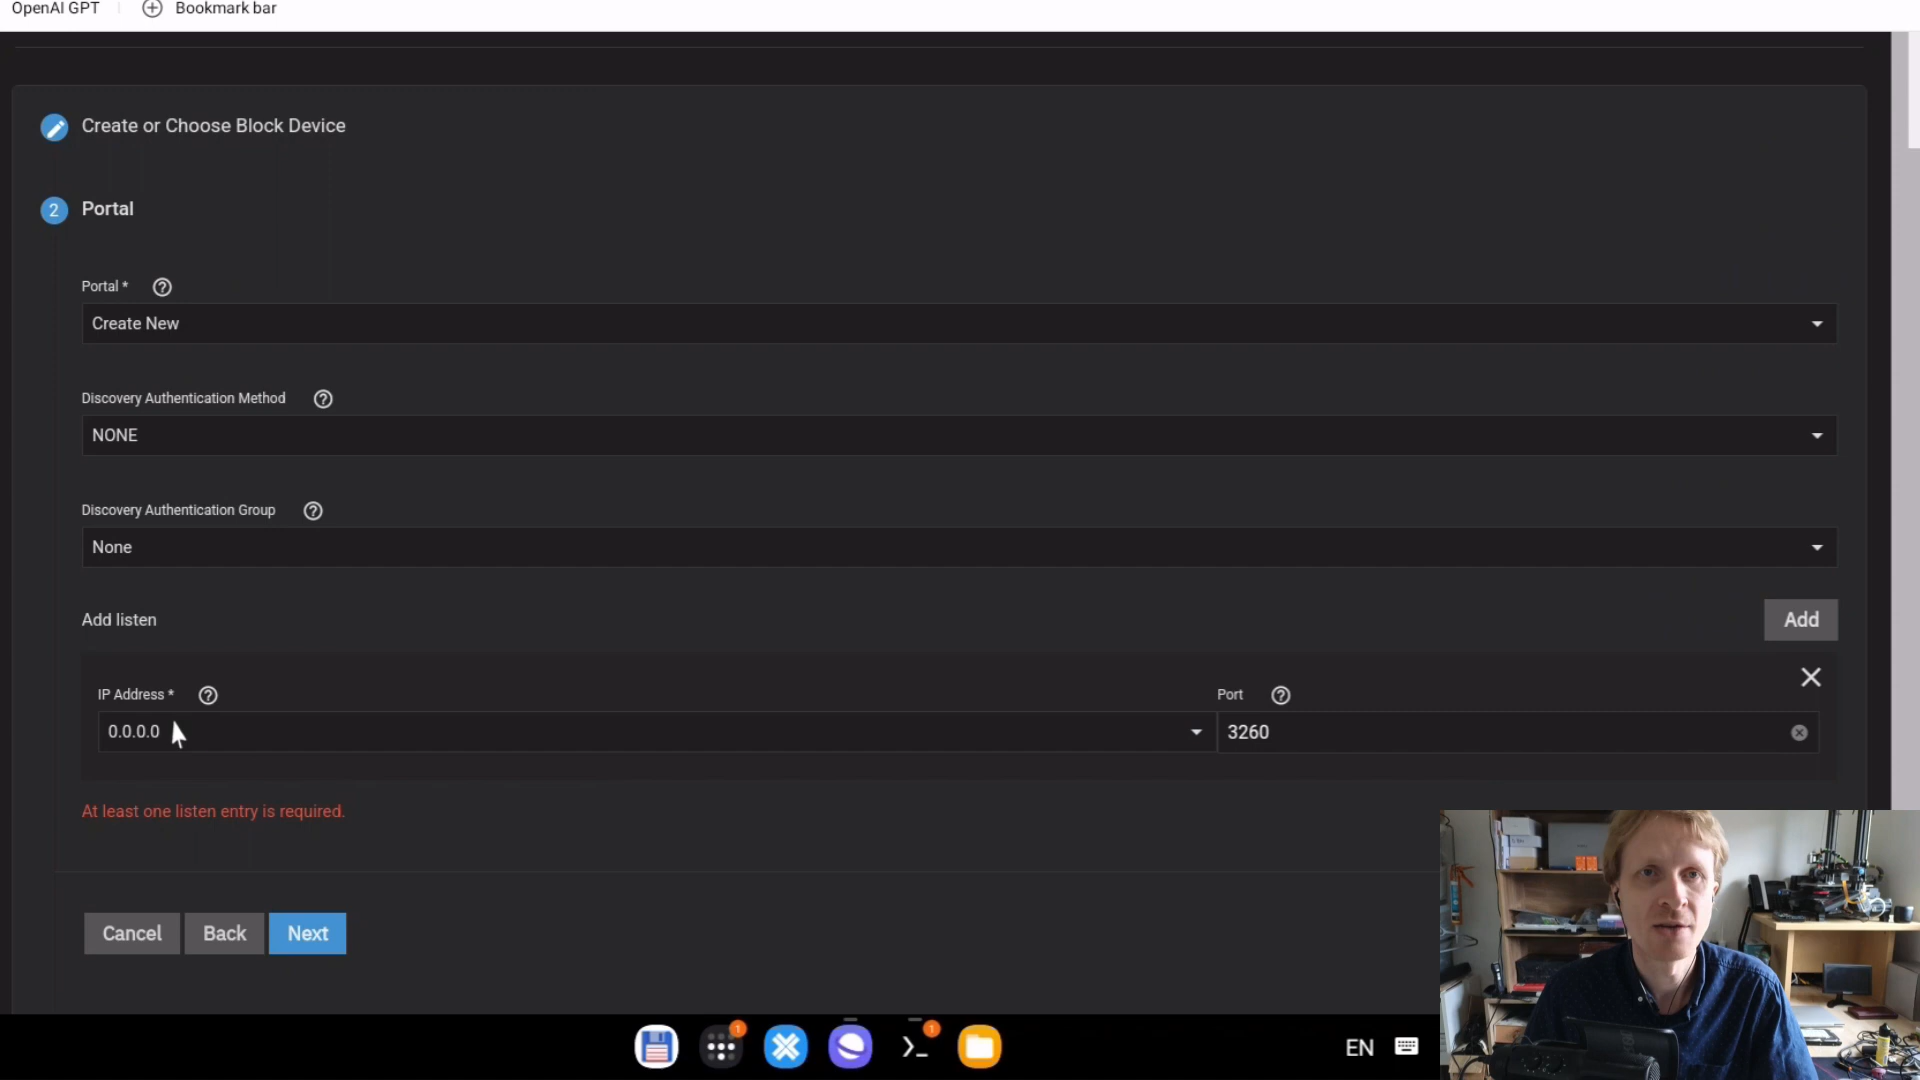 OpenAI GPT
Bookmark bar
Create or Choose Block Device
2 Portal
Portal *
Create New
Discovery Authentication Method
NONE
Discovery Authentication Group
None
Add listen
Add
IP Address *
Port
0.0.0.0
3260
At least one listen entry is required.
Cancel
Back
Next
1
1
EN